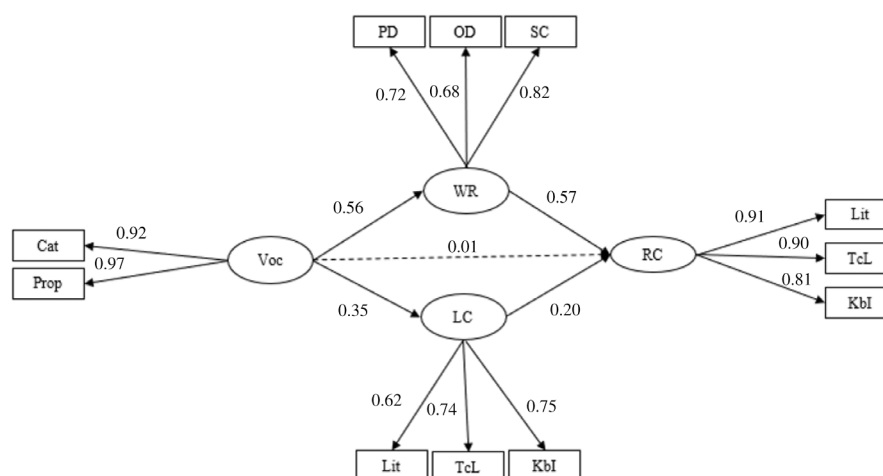 PD OD SC
0.72 0.68 0.82
WR
0.56 0.57
Cat 0.92
Prop 0.97
Voc
0.01
RC
0.91 Lit
0.90 TcL
0.81 KbI
0.35 0.20
LC
0.62 0.74 0.75
Lit TcL KbI